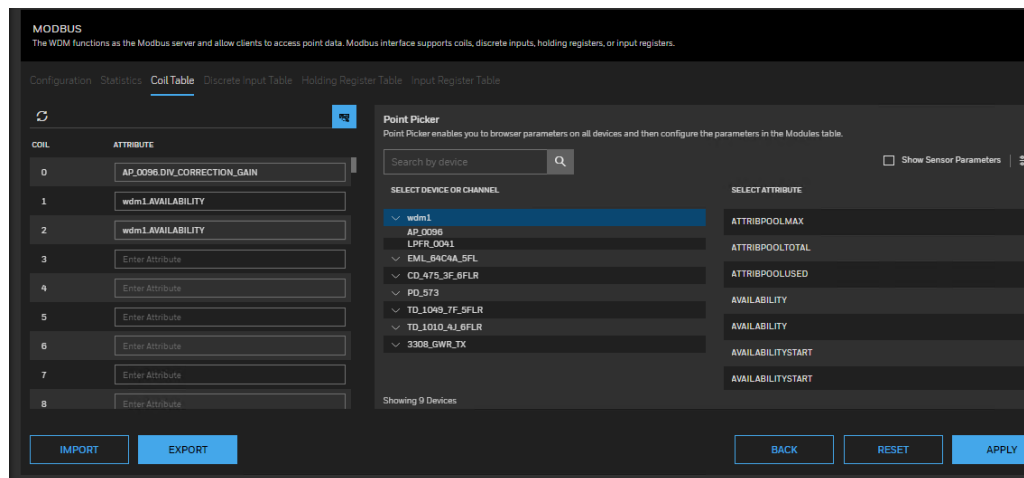 MODBUS
The WDM functions as the Modbus server and allow clients to access point data. Modbus interface supports coils, discrete inputs, holding registers, or input registers.
Configuration Statistics Coil Table Discrete Input Table Holding Register Table Input Register Table
COIL ATTRIBUTE
0 AP_0096.DIV_CORRECTION_GAIN
1 wdm1.AVAILABILITY
2 wdm1.AVAILABILITY
3 Enter Attribute
4 Enter Attribute
5 Enter Attribute
6 Enter Attribute
7 Enter Attribute
8 Enter Attribute
Point Picker
Point Picker enables you to browser parameters on all devices and then configure the parameters in the Modules table.
Search by device
Show Sensor Parameters
SELECT DEVICE OR CHANNEL
wdm1
AP_0096
LPFR_0041
EML_64C4A_5FL
CD_475_3F_6FLR
PD_573
TD_1049_7F_5FLR
TD_1010_4J_6FLR
3308_GWR_TX
Showing 9 Devices
SELECT ATTRIBUTE
ATTRIBPOOLMAX
ATTRIBPOOLTOTAL
ATTRIBPOOLUSED
AVAILABILITY
AVAILABILITY
AVAILABILITYSTART
AVAILABILITYSTART
IMPORT EXPORT BACK RESET APPLY